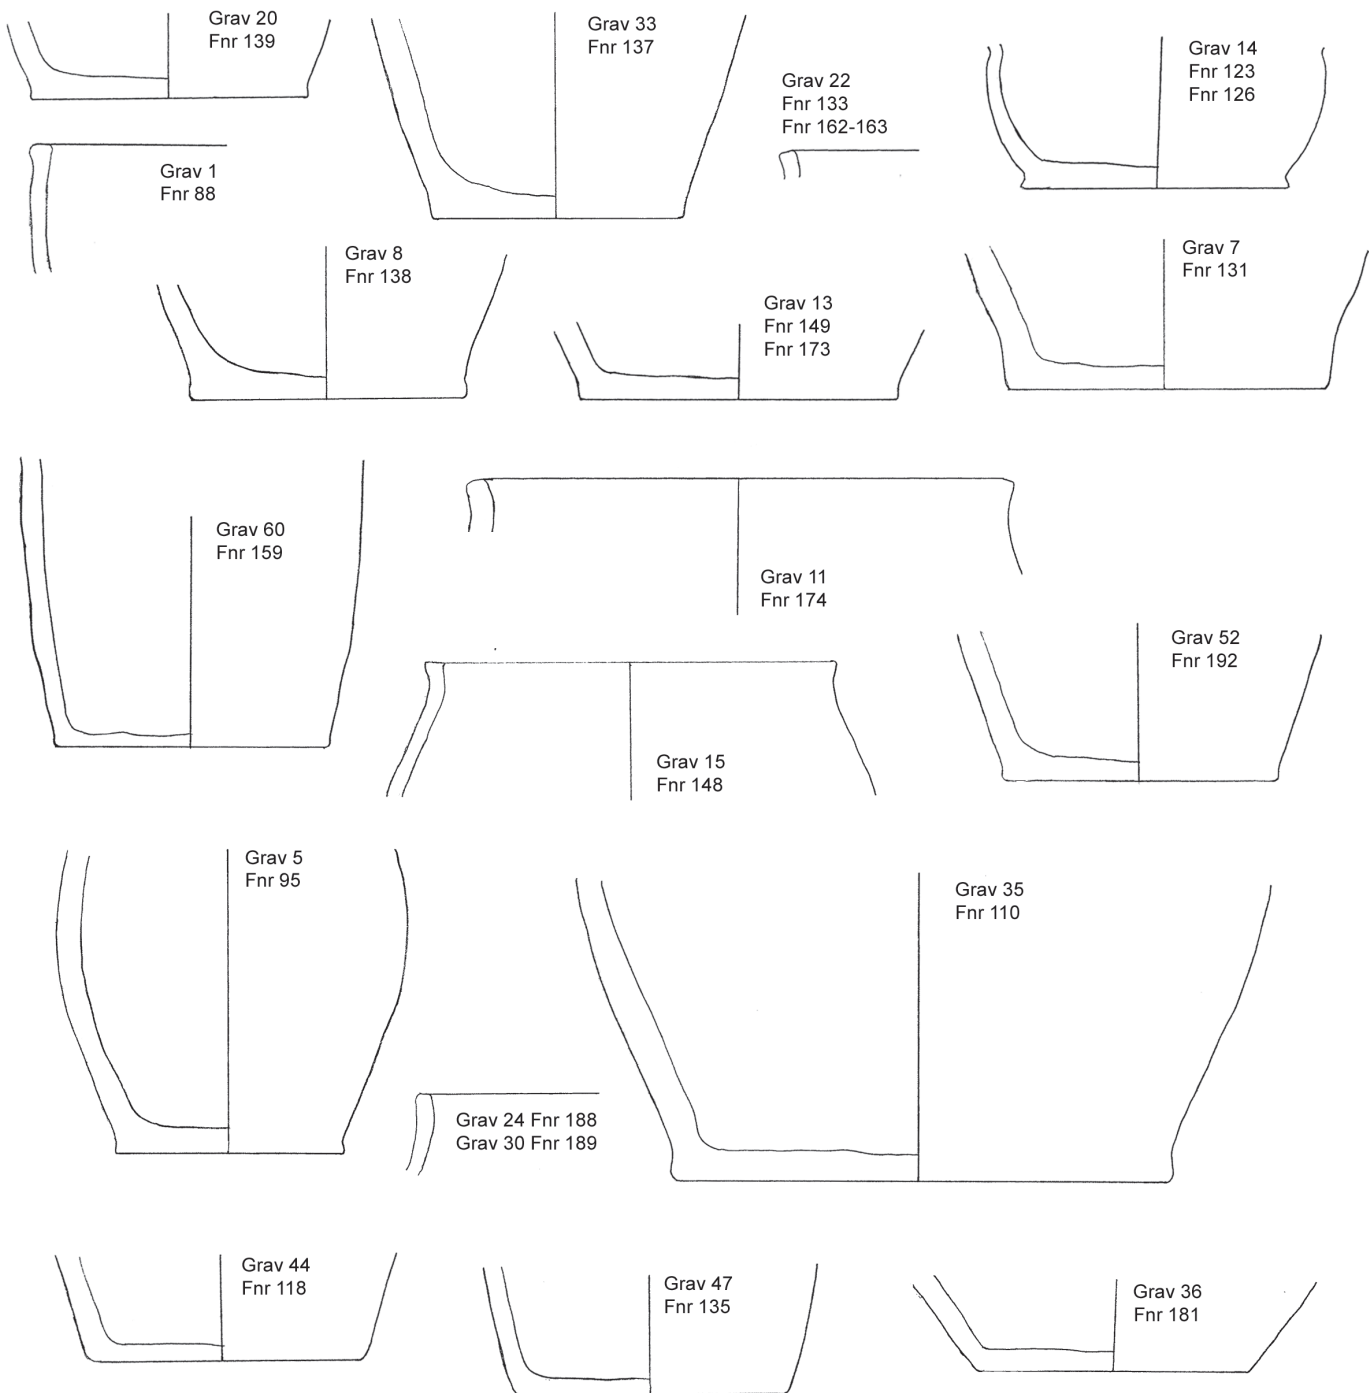 Grav 20
Fnr 139
Grav 33
Fnr 137
Grav 22
Fnr 133
Fnr 162-163
Grav 14
Fnr 123
Fnr 126
Grav 1
Fnr 88
Grav 8
Fnr 138
Grav 13
Fnr 149
Fnr 173
Grav 7
Fnr 131
Grav 60
Fnr 159
Grav 11
Fnr 174
Grav 15
Fnr 148
Grav 52
Fnr 192
Grav 5
Fnr 95
Grav 35
Fnr 110
Grav 24 Fnr 188
Grav 30 Fnr 189
Grav 44
Fnr 118
Grav 47
Fnr 135
Grav 36
Fnr 181